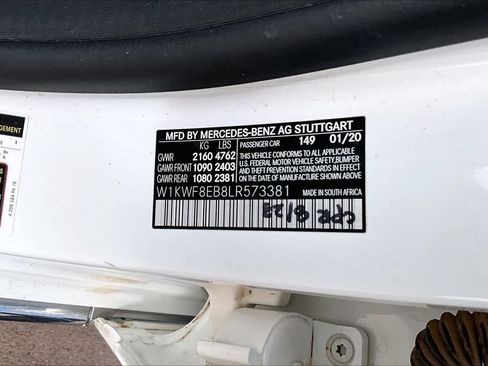 MFD BY MERCEDES-BENZ AG STUTTGART
KG LBS
GVWR 2160 4762
GAWR FRONT 1090 2403
GAWR REAR 1080 2381
PASSENGER CAR 149 01/20
THIS VEHICLE CONFORMS TO ALL APPLICABLE
U.S. FEDERAL MOTOR VEHICLE SAFETY, BUMPER
AND THEFT PREVENTION STANDARDS
IN EFFECT ON THE DATE OF
MANUFACTURE SHOWN ABOVE.
W1KWF8EB8LR573381 MADE IN SOUTH AFRICA